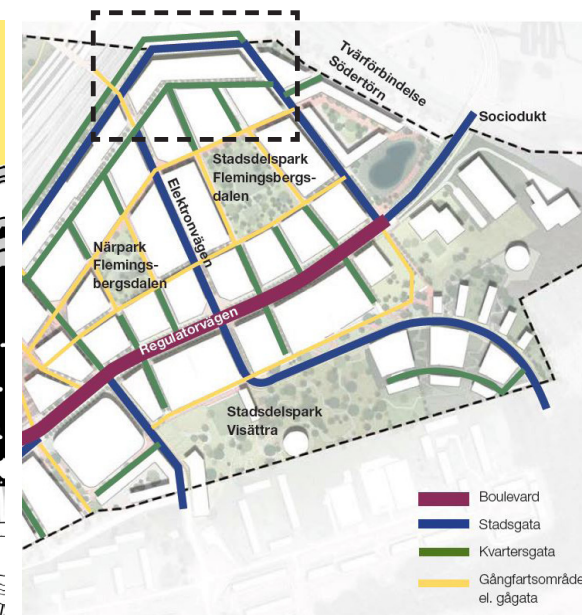 Tvärförbindelse
Södertörn
Sociodukt
Stadsdelspark
Flemingsbergs-
dalen
Elektronvägen
Närpark
Flemings-
bergsdalen
Regulatorvägen
Stadsdelspark
Visättra
Boulevard
Stadsgata
Kvartersgata
Gångfartsområde
el. gågata